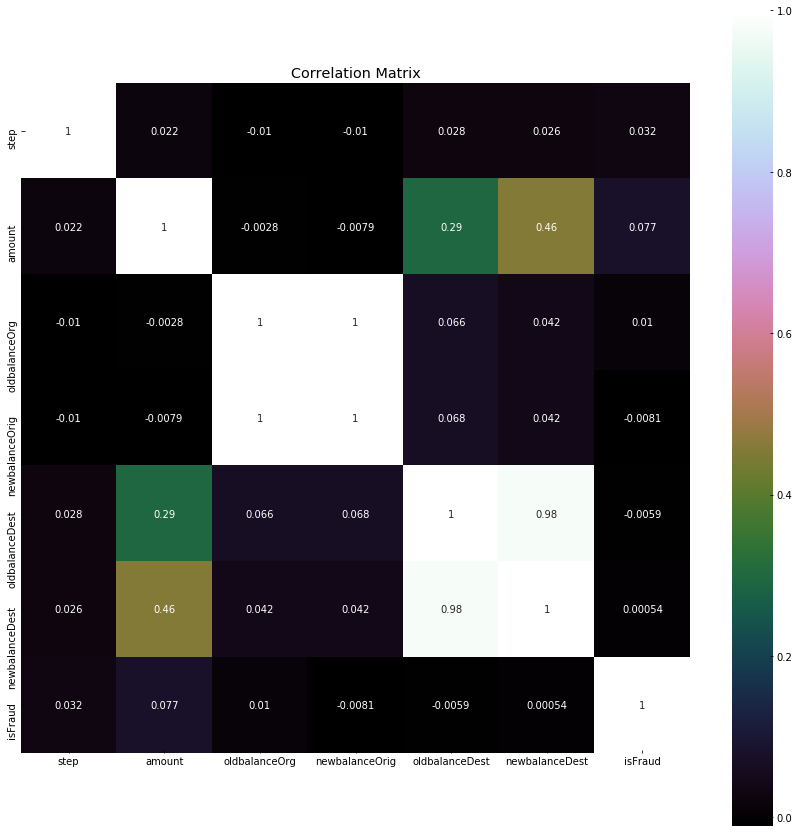 Correlation Matrix
step 1 0.022 -0.01 -0.01 0.028 0.026 0.032
amount 0.022 1 -0.0028 -0.0079 0.29 0.46 0.077
oldbalanceOrg -0.01 -0.0028 1 1 0.066 0.042 0.01
newbalanceOrig -0.01 -0.0079 1 1 0.068 0.042 -0.0081
oldbalanceDest 0.028 0.29 0.066 0.068 1 0.98 -0.0059
newbalanceDest 0.026 0.46 0.042 0.042 0.98 1 0.00054
isFraud 0.032 0.077 0.01 -0.0081 -0.0059 0.00054 1
step amount oldbalanceOrg newbalanceOrig oldbalanceDest newbalanceDest isFraud
1.0
0.8
0.6
0.4
0.2
0.0